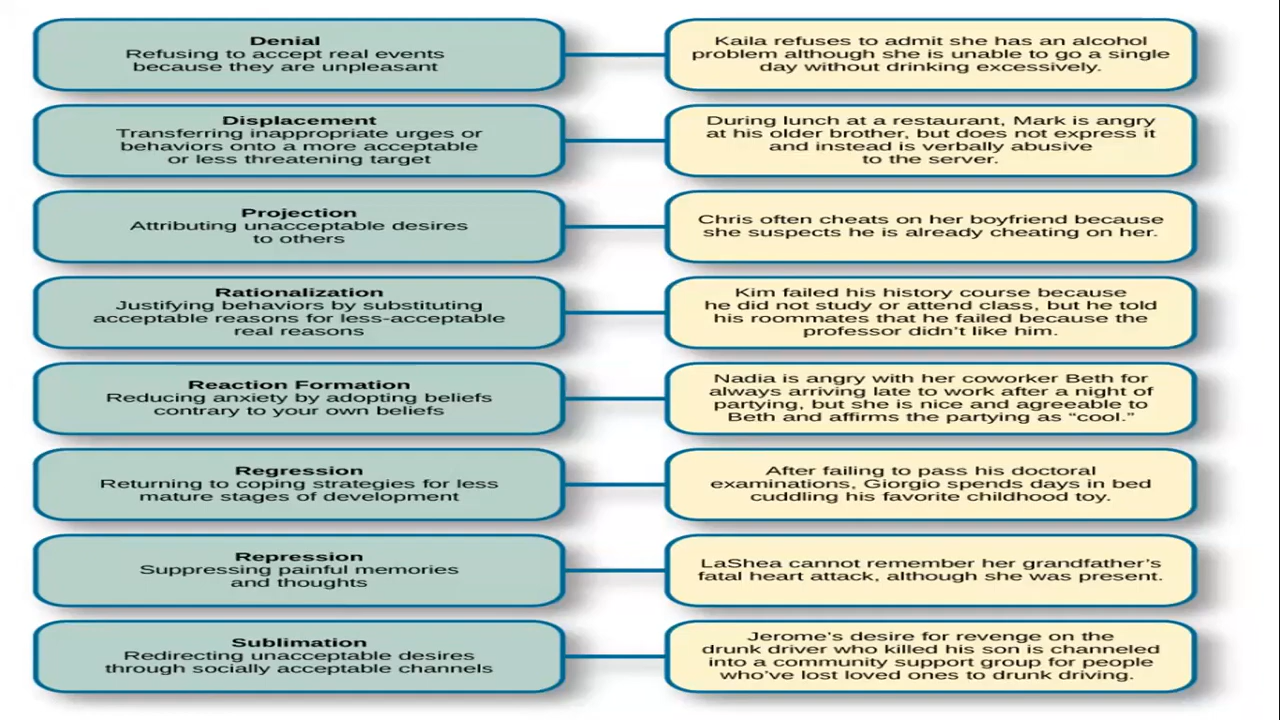 Denial
Refusing to accept real events
because they are unpleasant
Kaila refuses to admit she has an alcohol
problem although she is unable to go a single
day without drinking excessively.
Displacement
Transferring inappropriate urges or
behaviors onto a more acceptable
or less threatening target
During lunch at a restaurant, Mark is angry
at his older brother, but does not express it
and instead is verbally abusive
to the server.
Projection
Attributing unacceptable desires
to others
Chris often cheats on her boyfriend because
she suspects he is already cheating on her.
Rationalization
Justifying behaviors by substituting
acceptable reasons for less-acceptable
real reasons
Kim failed his history course because
he did not study or attend class, but he told
his roommates that he failed because the
professor didn't like him.
Reaction Formation
Reducing anxiety by adopting beliefs
contrary to your own beliefs
Nadia is angry with her coworker Beth for
always arriving late to work after a night of
partying, but she is nice and agreeable to
Beth and affirms the partying as “cool.”
Regression
Returning to coping strategies for less
mature stages of development
After failing to pass his doctoral
examinations, Giorgio spends days in bed
cuddling his favorite childhood toy.
Repression
Suppressing painful memories
and thoughts
LaShea cannot remember her grandfather's
fatal heart attack, although she was present.
Sublimation
Redirecting unacceptable desires
through socially acceptable channels
Jerome's desire for revenge on the
drunk driver who killed his son is channeled
into a community support group for people
who've lost loved ones to drunk driving.